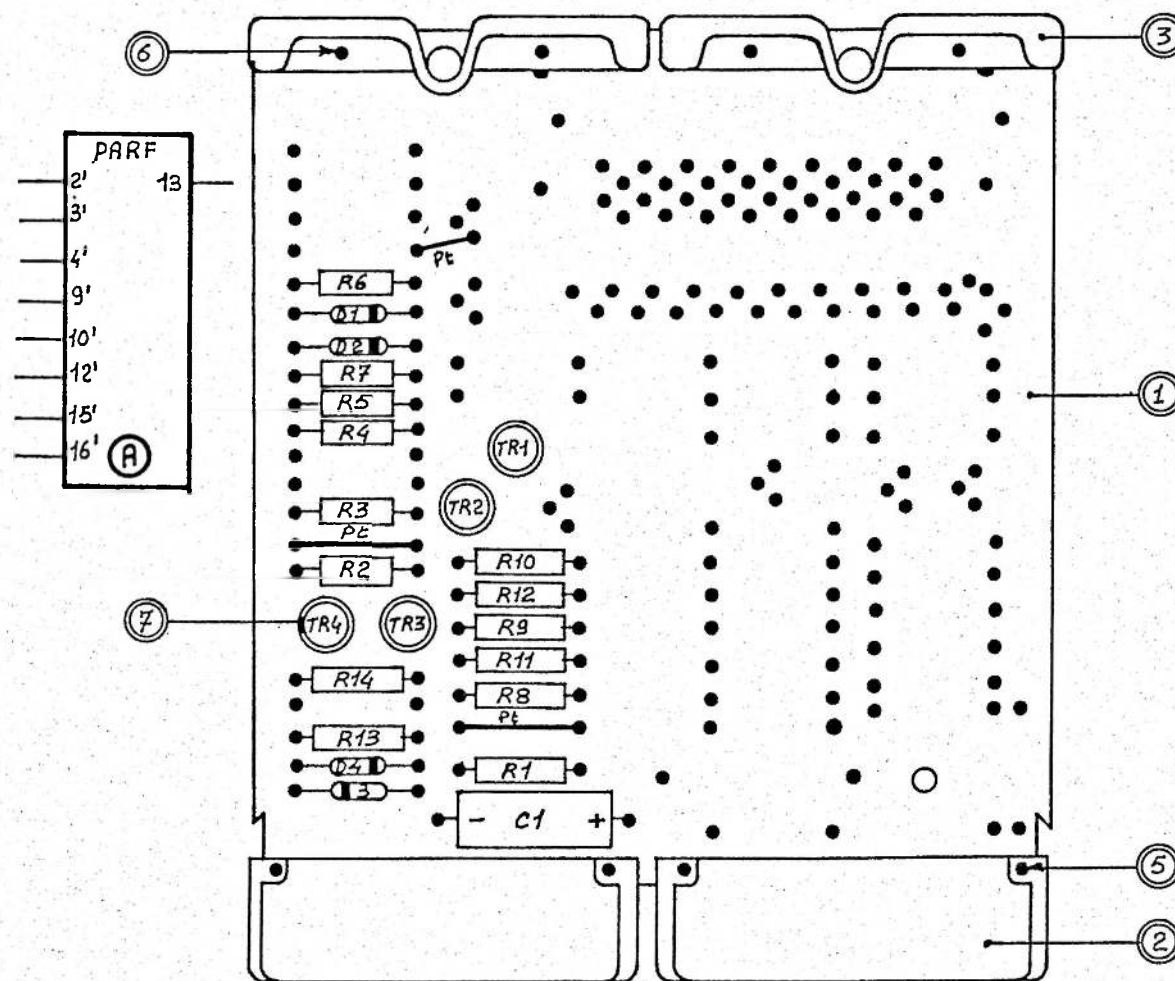 6
3
PARF
2' 13
3'
4'
9'
10'
12'
15'
16' A
Pt
R6
D1
D2
R7
R5
R4
TR1
TR2
R3
Pt
R2
R10
R12
R9
R11
R8
Pt
R1
7
TR4 TR3
R14
R13
D4
3
- C1 +
1
5
2